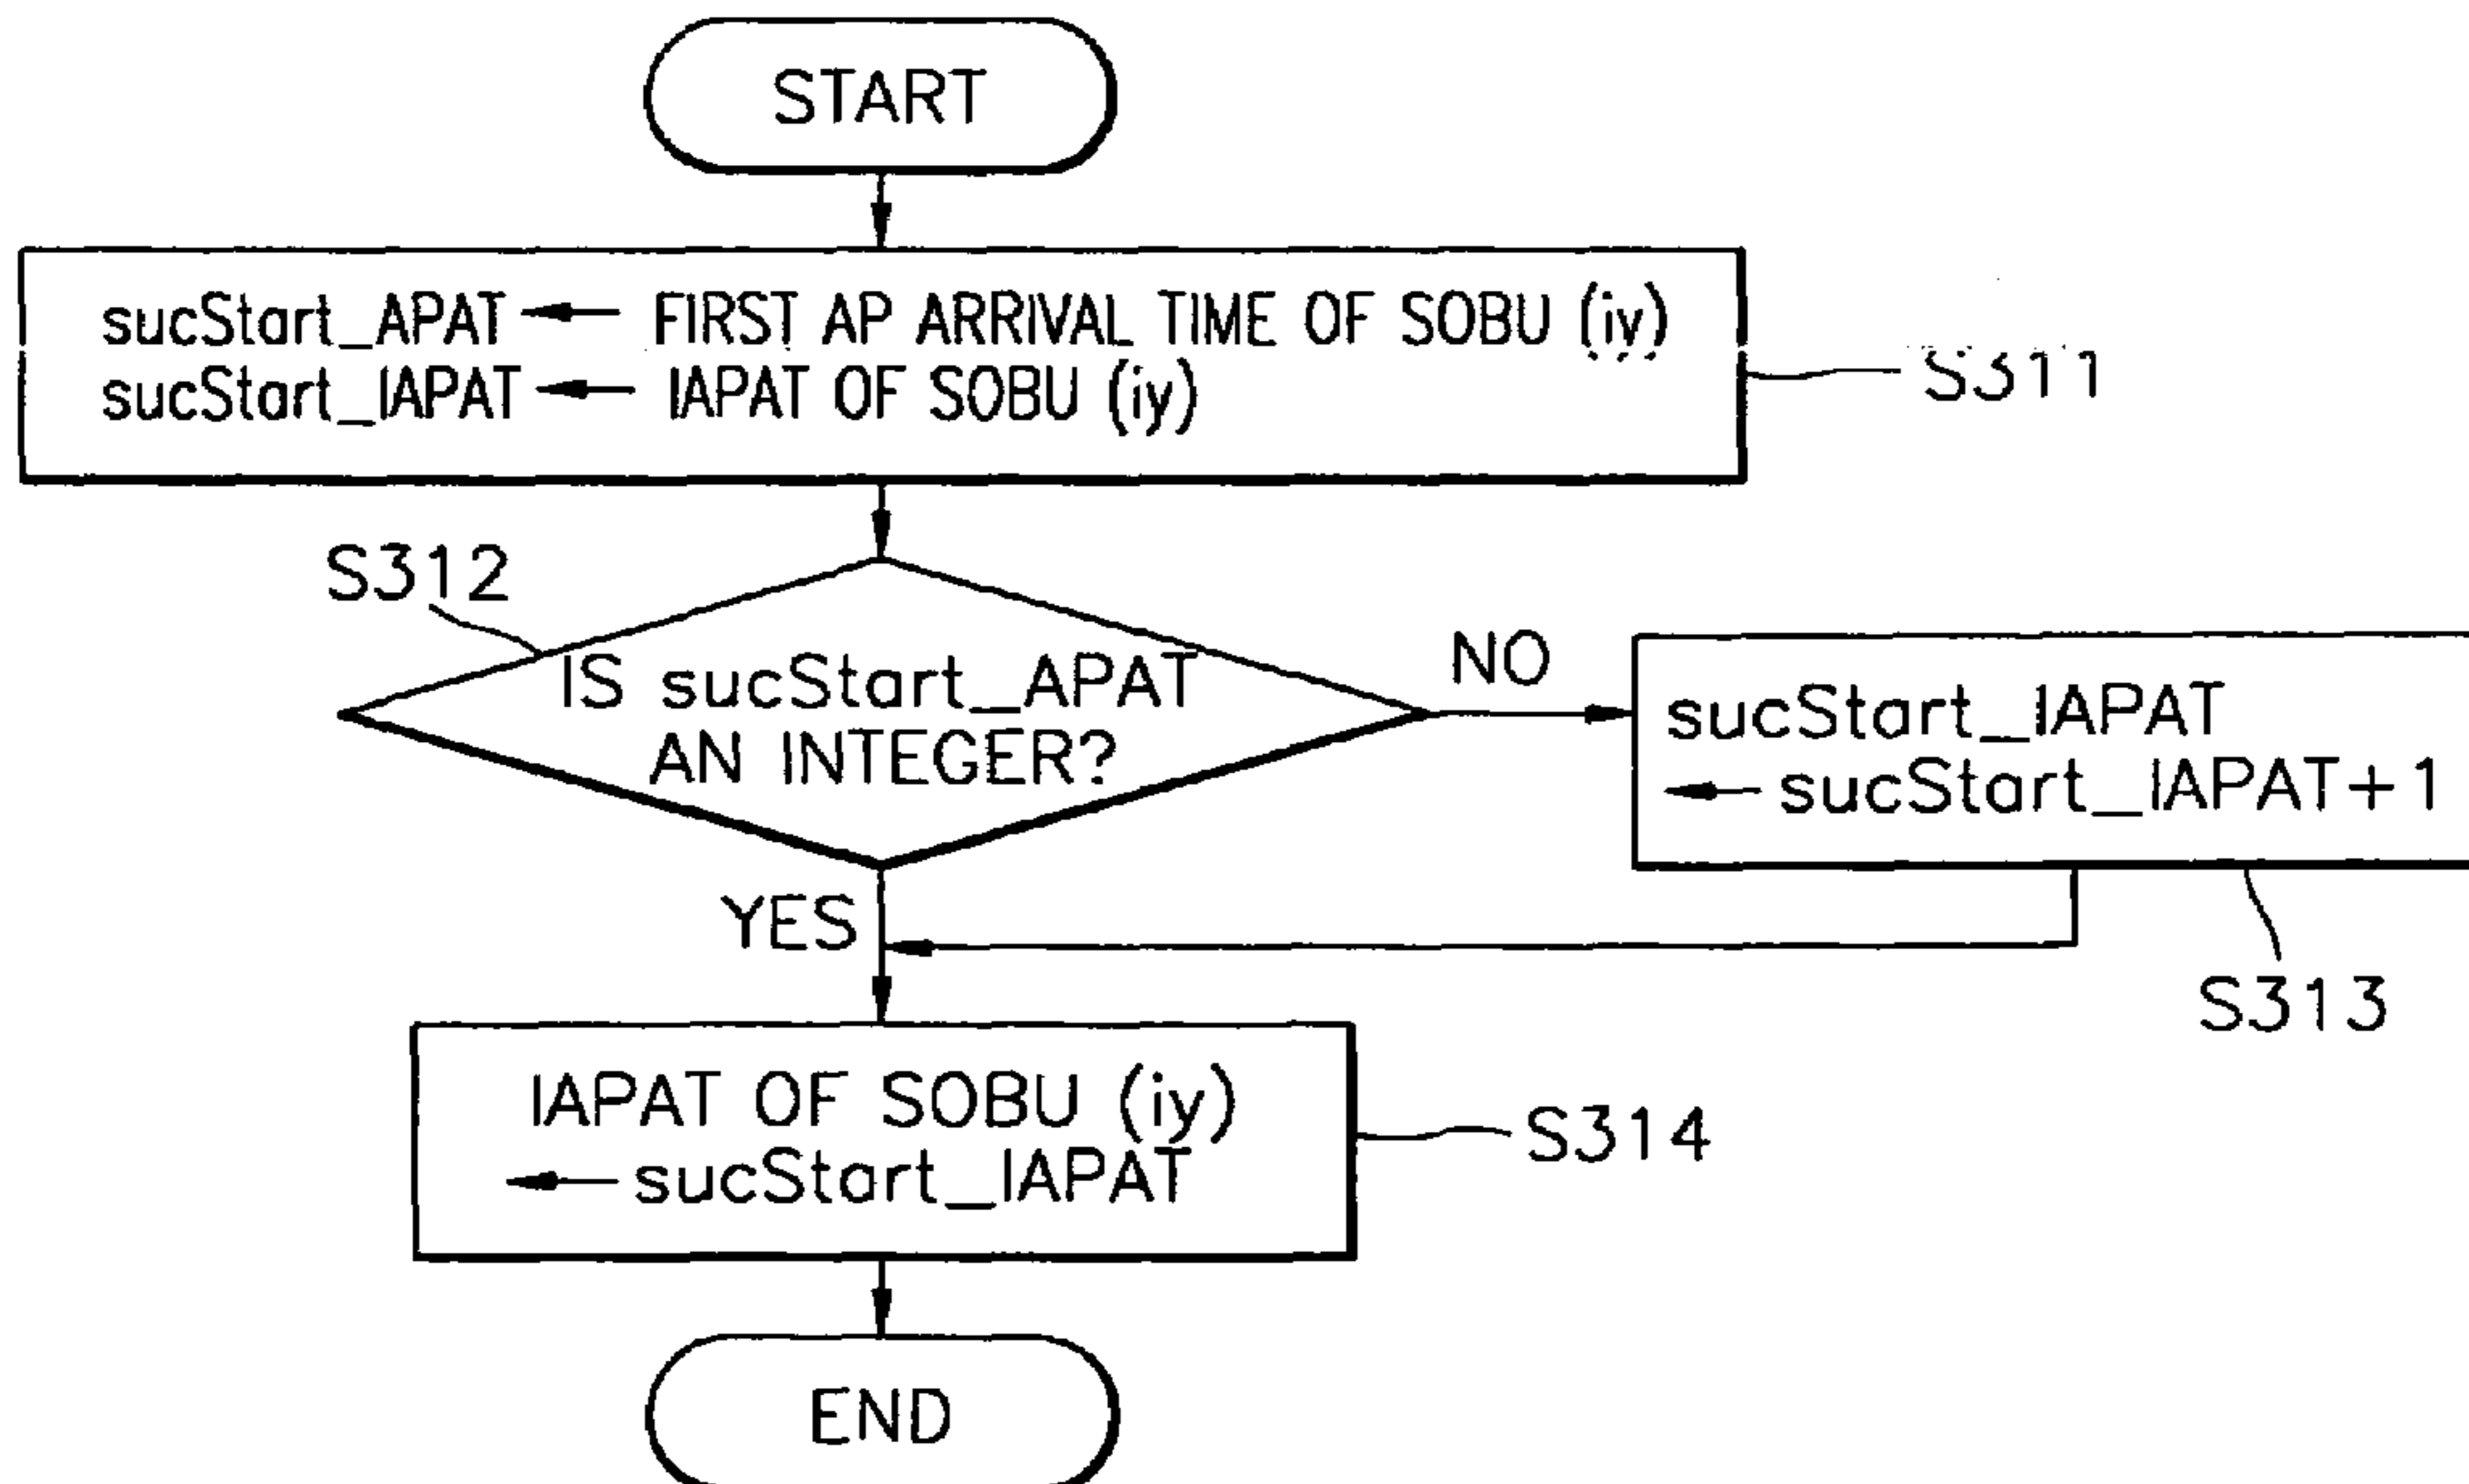 START
sucStart_APAT ← FIRST AP ARRIVAL TIME OF SOBU (iy)
sucStart_IAPAT ← IAPAT OF SOBU (iy)
S311
S312
IS sucStart_APAT
AN INTEGER?
NO
sucStart_IAPAT
← sucStart_IAPAT+1
YES
S313
IAPAT OF SOBU (iy)
← sucStart_IAPAT
S314
END